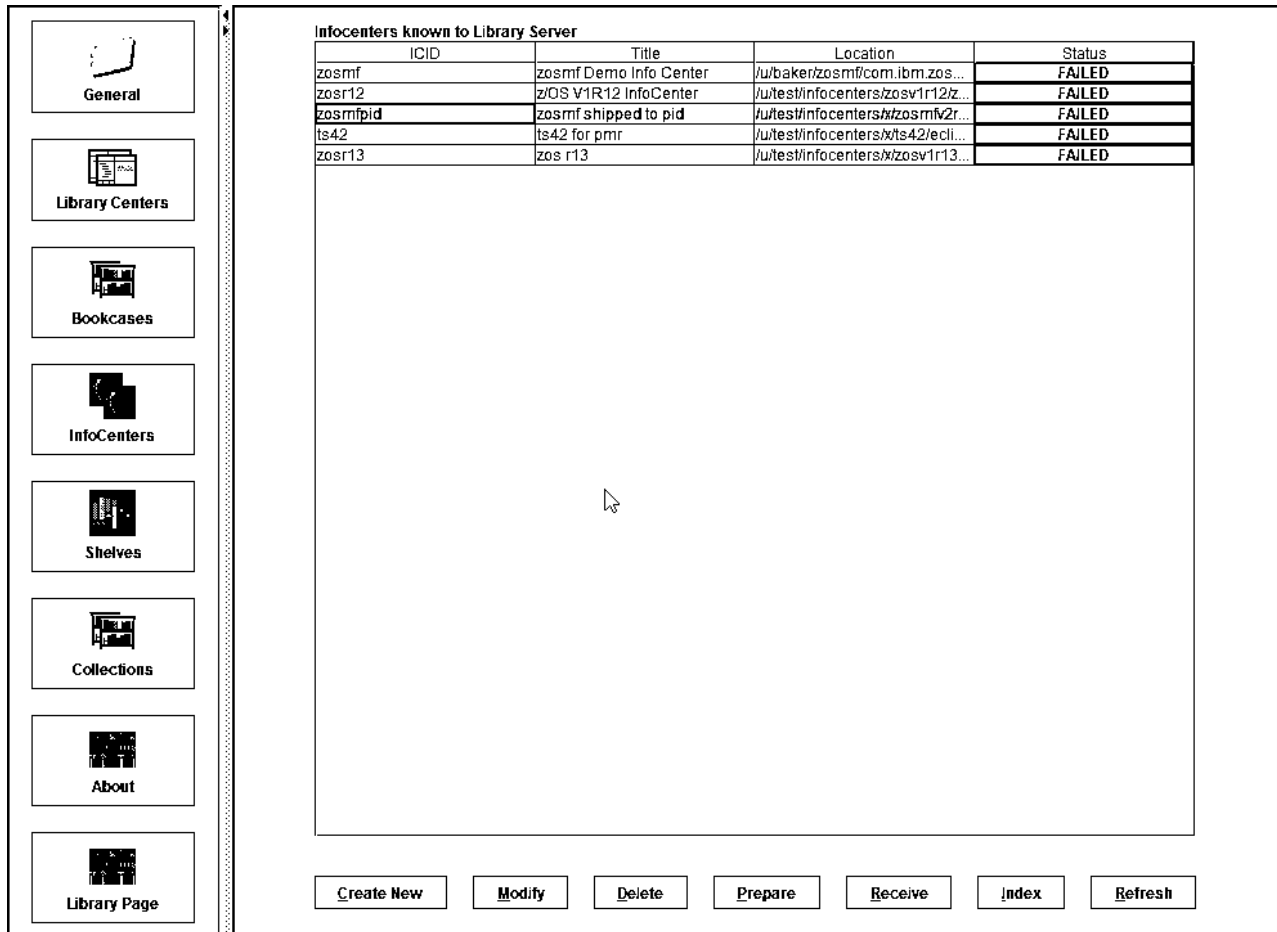 General
Library Centers
Bookcases
InfoCenters
Shelves
Collections
About
Library Page
Infocenters known to Library Server
ICID Title Location Status
zosmf zosmf Demo Info Center /u/baker/zosmf/com.ibm.zos... FAILED
zosr12 z/OS V1R12 InfoCenter /u/test/infocenters/zosv1r12/z... FAILED
zosmfpid zosmf shipped to pid /u/test/infocenters/x/zosmfv2r... FAILED
ts42 ts42 for pmr /u/test/infocenters/x/ts42/ecli... FAILED
zosr13 zos r13 /u/test/infocenters/x/zosv1r13... FAILED
Create New Modify Delete Prepare Receive Index Refresh